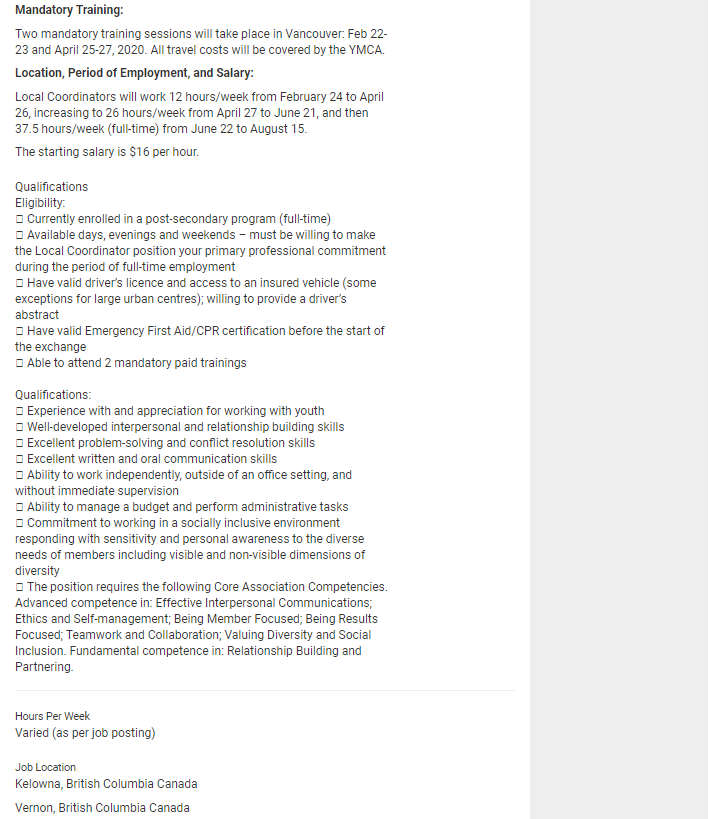 Mandatory Training:
Two mandatory training sessions will take place in Vancouver: Feb 22-
23 and April 25-27, 2020. All travel costs will be covered by the YMCA.
Location, Period of Employment, and Salary:
Local Coordinators will work 12 hours/week from February 24 to April
26, increasing to 26 hours/week from April 27 to June 21, and then
37.5 hours/week (full-time) from June 22 to August 15.
The starting salary is $16 per hour.
Qualifications
Eligibility:
 Currently enrolled in a post-secondary program (full-time)
 Available days, evenings and weekends – must be willing to make
the Local Coordinator position your primary professional commitment
during the period of full-time employment
 Have valid driver's licence and access to an insured vehicle (some
exceptions for large urban centres); willing to provide a driver's
abstract
 Have valid Emergency First Aid/CPR certification before the start of
the exchange
 Able to attend 2 mandatory paid trainings
Qualifications:
 Experience with and appreciation for working with youth
 Well-developed interpersonal and relationship building skills
 Excellent problem-solving and conflict resolution skills
 Excellent written and oral communication skills
 Ability to work independently, outside of an office setting, and
without immediate supervision
 Ability to manage a budget and perform administrative tasks
 Commitment to working in a socially inclusive environment
responding with sensitivity and personal awareness to the diverse
needs of members including visible and non-visible dimensions of
diversity
 The position requires the following Core Association Competencies.
Advanced competence in: Effective Interpersonal Communications;
Ethics and Self-management; Being Member Focused; Being Results
Focused; Teamwork and Collaboration; Valuing Diversity and Social
Inclusion. Fundamental competence in: Relationship Building and
Partnering.
Hours Per Week
Varied (as per job posting)
Job Location
Kelowna, British Columbia Canada
Vernon, British Columbia Canada